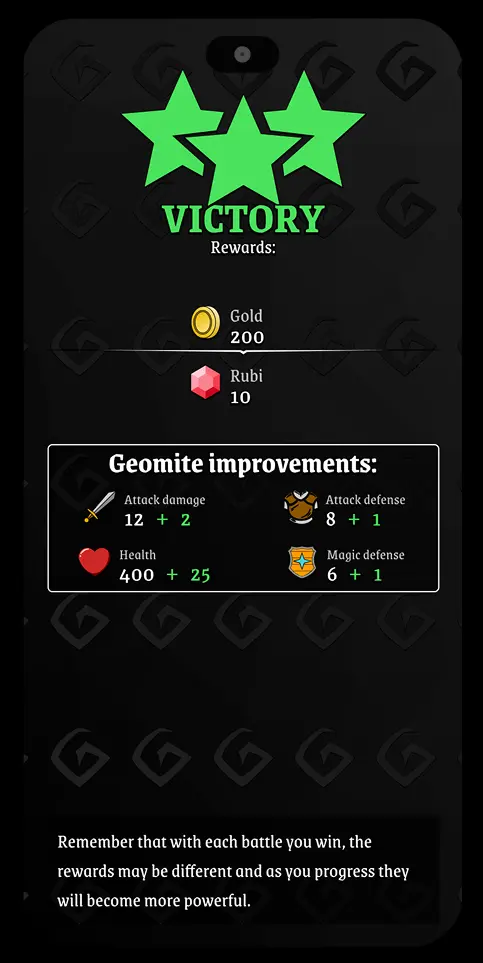 VICTORY
Rewards:
Gold
200
Rubi
10
Geomite improvements:
Attack damage
12 + 2
Attack defense
8 + 1
Health
400 + 25
Magic defense
6 + 1
Remember that with each battle you win, the
rewards may be different and as you progress they
will become more powerful.